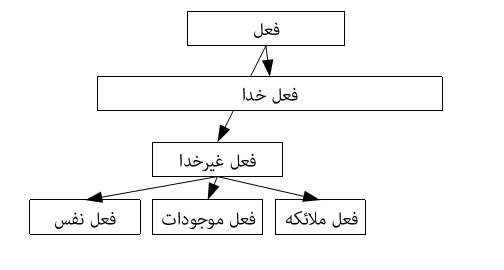 فعل
فعل خدا
فعل غیرخدا
فعل ملائکه
فعل موجودات
فعل نفس